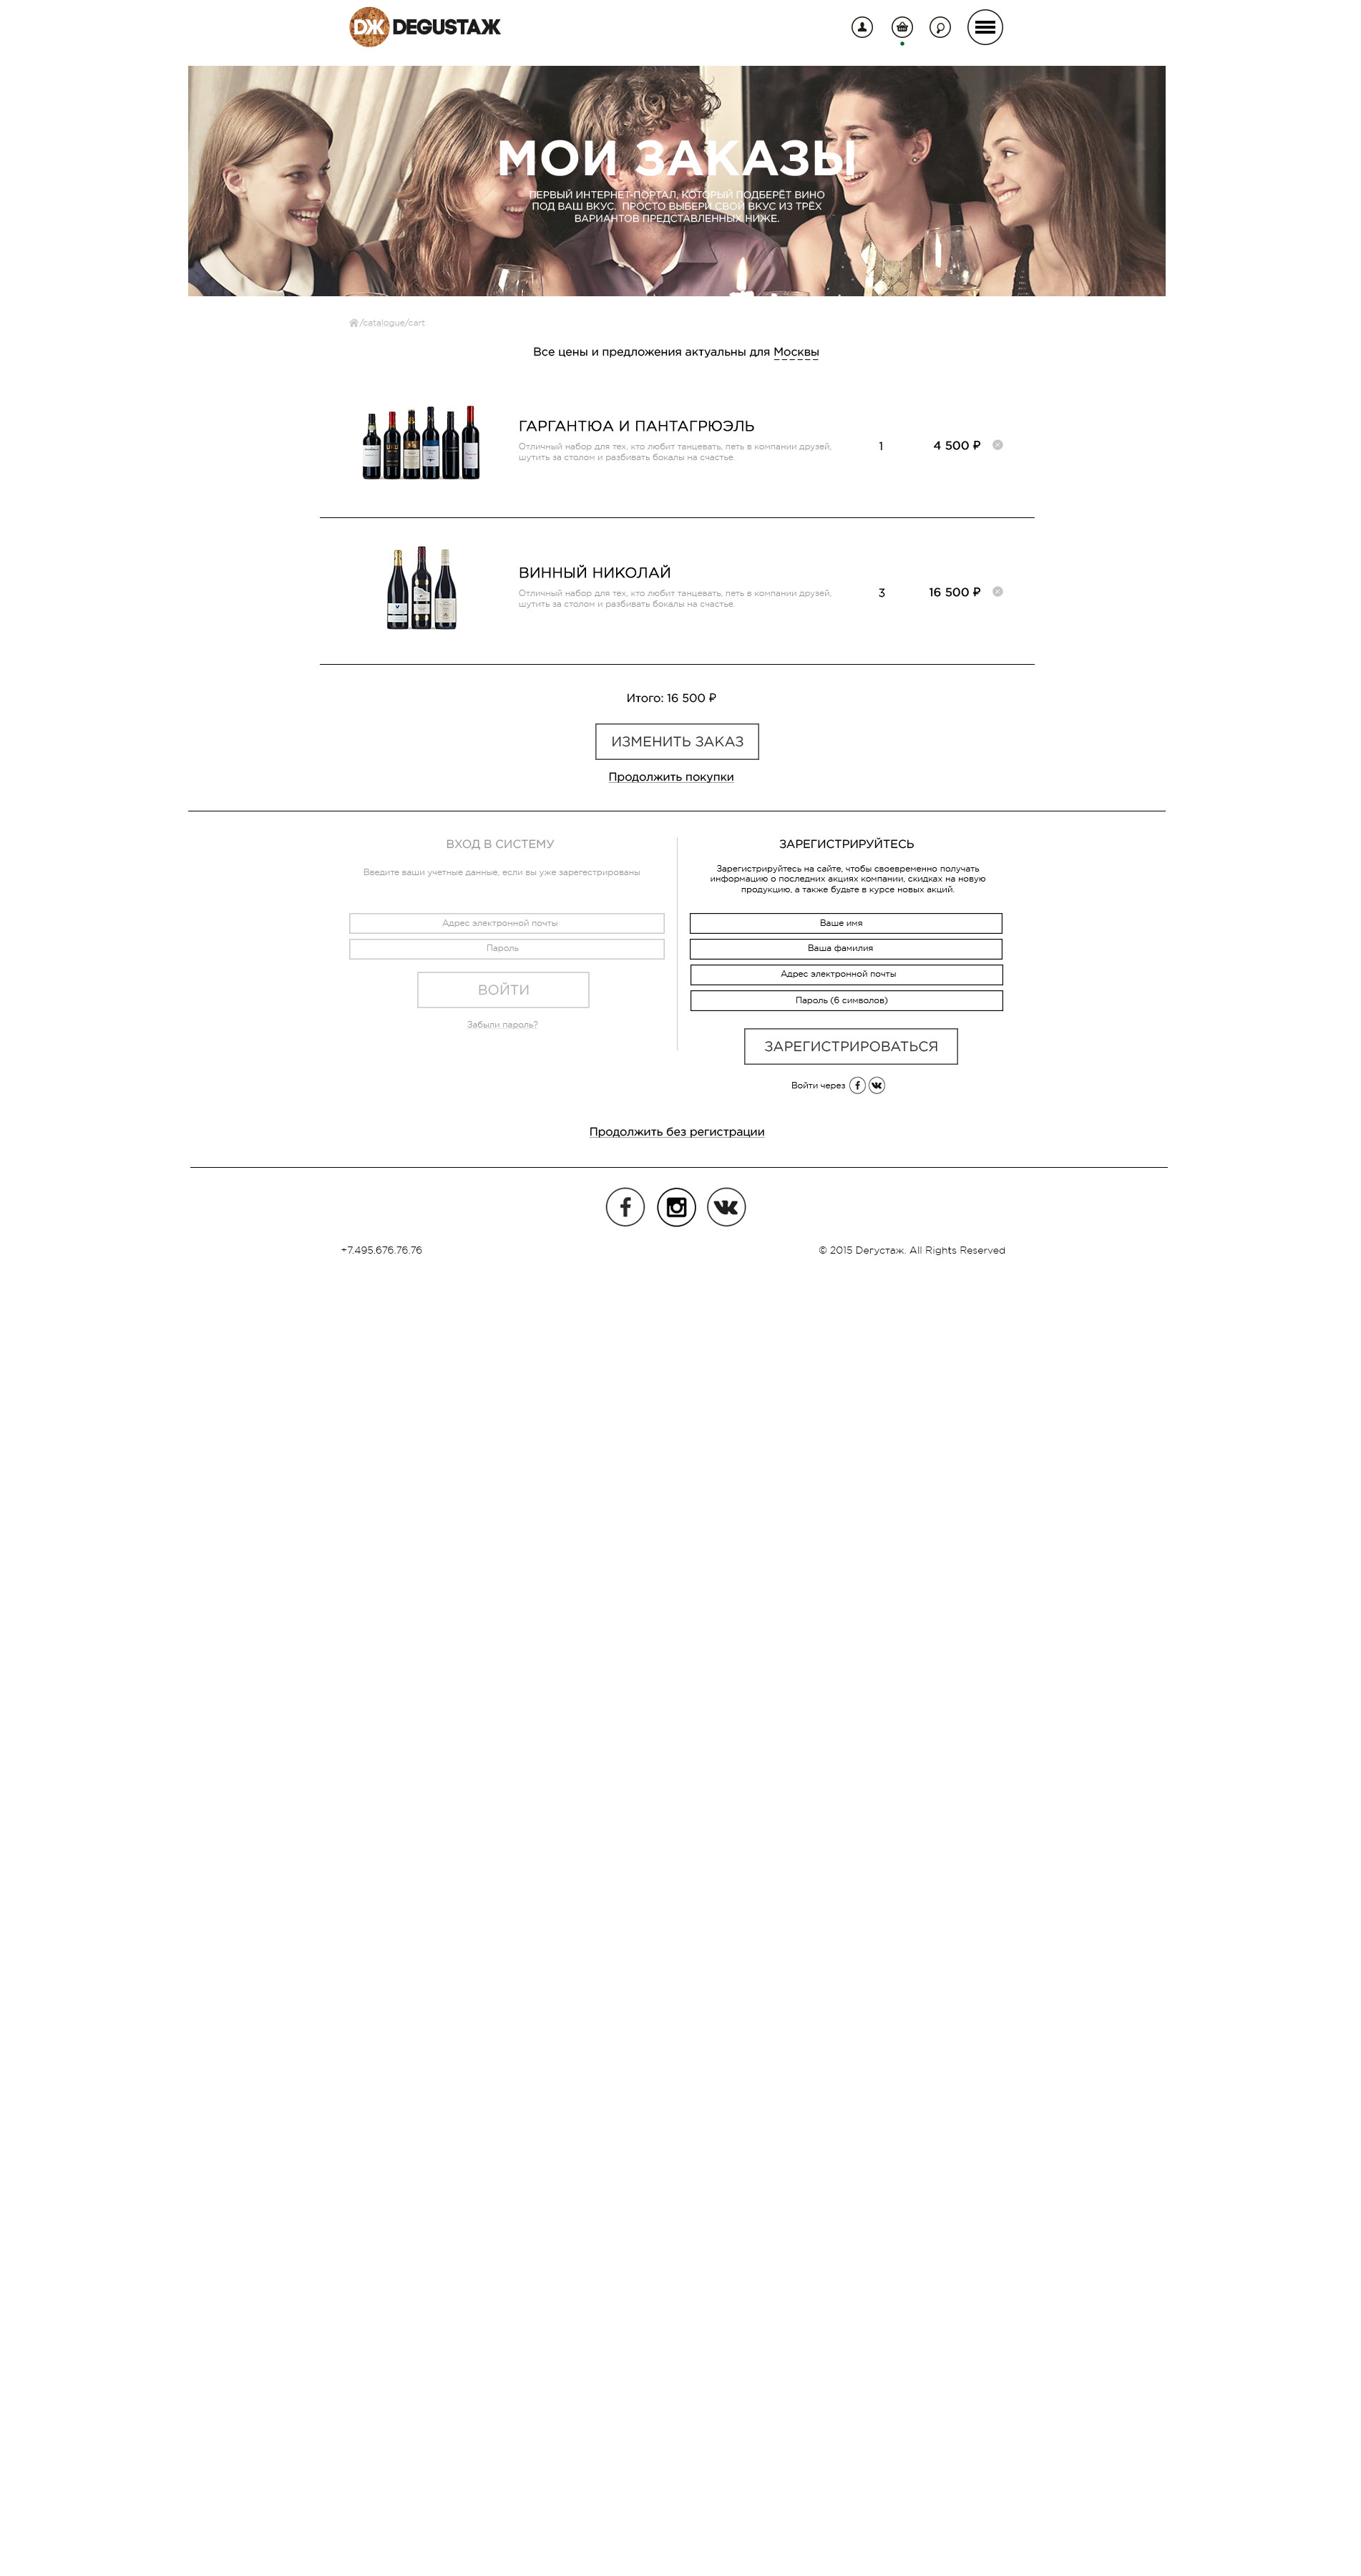 ДЖ DEGUSTAЖ
МОИ ЗАКАЗЫ
ПЕРВЫЙ ИНТЕРНЕТ-ПОРТАЛ, КОТОРЫЙ ПОДБЕРЁТ ВИНО
ПОД ВАШ ВКУС. ПРОСТО ВЫБЕРИ СВОЙ ВКУС ИЗ ТРЁХ
ВАРИАНТОВ ПРЕДСТАВЛЕННЫХ НИЖЕ.
/catalogue/cart
Все цены и предложения актуальны для Москвы
ГАРГАНТЮА И ПАНТАГРЮЭЛЬ
Отличный набор для тех, кто любит танцевать, петь в компании друзей,
шутить за столом и разбивать бокалы на счастье.
1
4 500 ₽
ВИННЫЙ НИКОЛАЙ
Отличный набор для тех, кто любит танцевать, петь в компании друзей,
шутить за столом и разбивать бокалы на счастье.
3
16 500 ₽
Итого: 16 500 ₽
ИЗМЕНИТЬ ЗАКАЗ
Продолжить покупки
ВХОД В СИСТЕМУ
Введите ваши учетные данные, если вы уже зарегестрированы
Адрес электронной почты
Пароль
ВОЙТИ
Забыли пароль?
ЗАРЕГИСТРИРУЙТЕСЬ
Зарегистрируйтесь на сайте, чтобы своевременно получать
информацию о последних акциях компании, скидках на новую
продукцию, а также будьте в курсе новых акций.
Ваше имя
Ваша фамилия
Адрес электронной почты
Пароль (6 символов)
ЗАРЕГИСТРИРОВАТЬСЯ
Войти через
Продолжить без регистрации
+7.495.676.76.76
© 2015 Дегустаж. All Rights Reserved